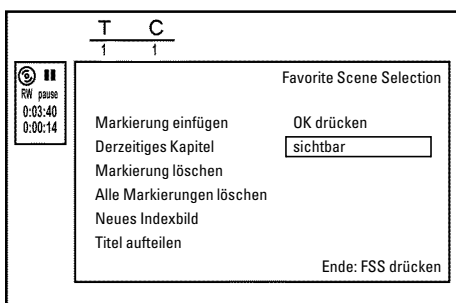 T C
1 1
RW pause
0:03:40
0:00:14
Favorite Scene Selection
Markierung einfügen OK drücken
Derzeitiges Kapitel sichtbar
Markierung löschen
Alle Markierungen löschen
Neues Indexbild
Titel aufteilen
Ende: FSS drücken